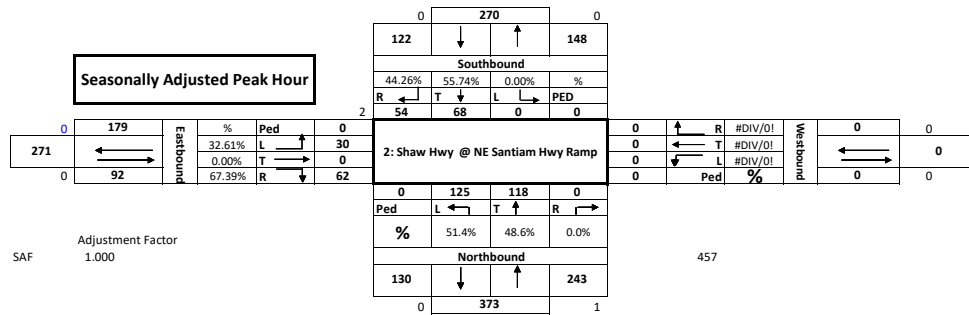 0 270 0
122 148
Southbound
44.26% 55.74% 0.00% %
R T L PED
2 54 68 0 0
Seasonally Adjusted Peak Hour
0 179 % Ped 0
271 Eastbound 32.61% L 30
0.00% T 0
0 92 67.39% R 62
2: Shaw Hwy @ NE Santiam Hwy Ramp
0 R #DIV/0! Westbound 0 0
0 T #DIV/0! 0
0 L #DIV/0!
0 Ped % 0 0
0 125 118 0
Ped L T R
% 51.4% 48.6% 0.0%
Northbound
130 243
0 373 1
Adjustment Factor
SAF 1.000 457